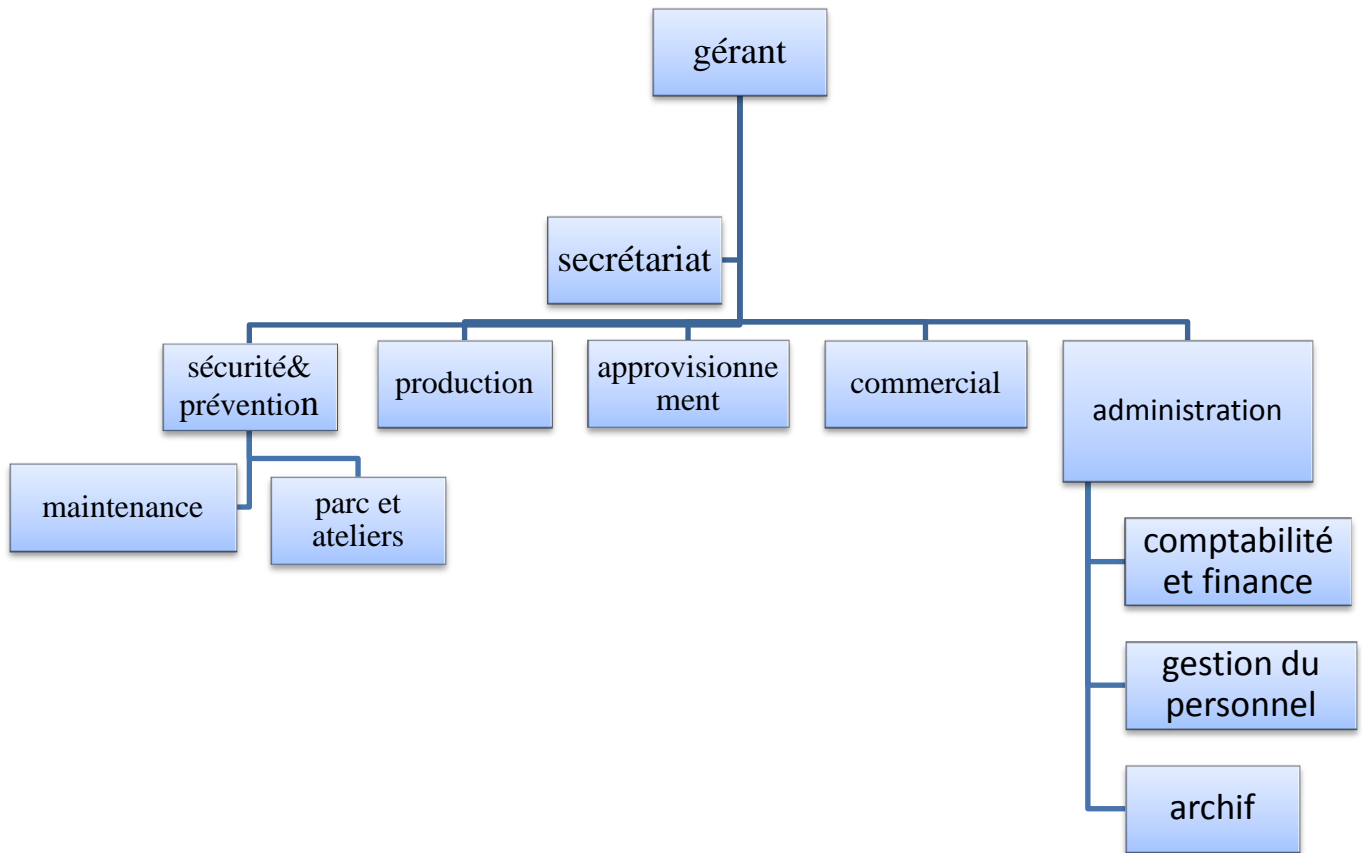 gérant
secrétariat
sécurité&
prévention
production
approvisionne
ment
commercial
administration
maintenance
parc et
ateliers
comptabilité
et finance
gestion du
personnel
archif